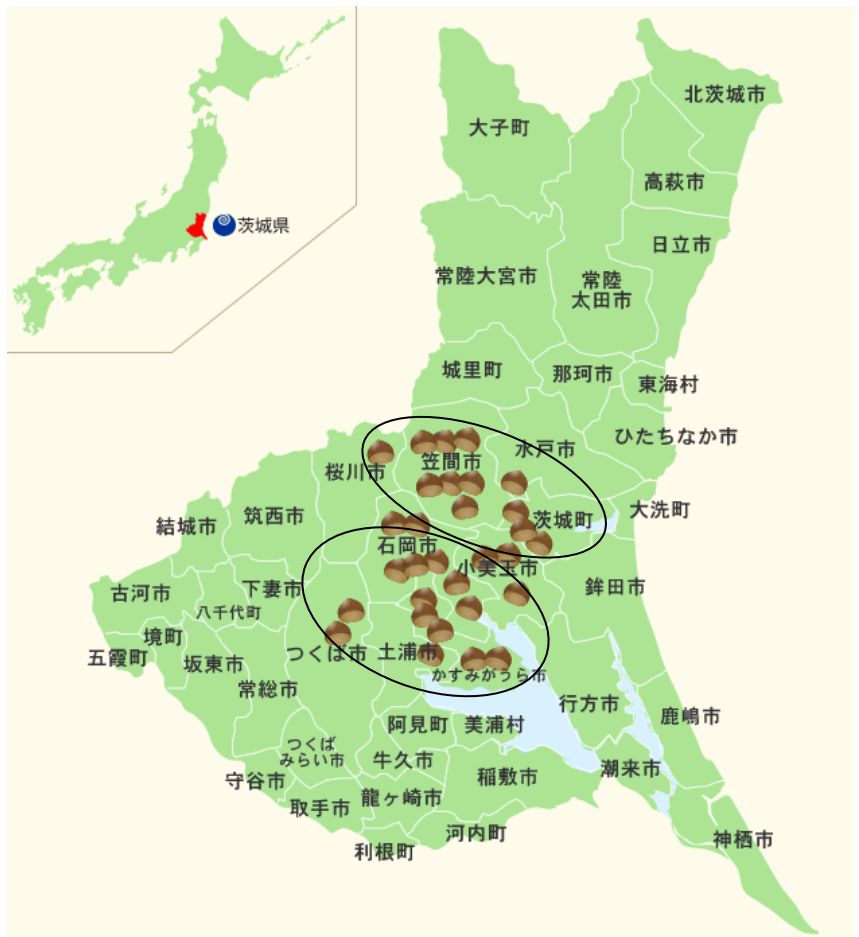 茨城県
北茨城市
大子町
高萩市
日立市
常陸大宮市
常陸
太田市
城里町
那珂市
東海村
ひたちなか市
水戸市
笠間市
桜川市
大洗町
茨城町
筑西市
結城市
石岡市
小美玉市
鉾田市
下妻市
古河市
八千代町
境町
五霞町
坂東市
つくば市
土浦市
かすみがうら市
常総市
行方市
鹿嶋市
阿見町
美浦村
つくば
みらい市
牛久市
稲敷市
潮来市
守谷市
取手市
龍ヶ崎市
河内町
神栖市
利根町